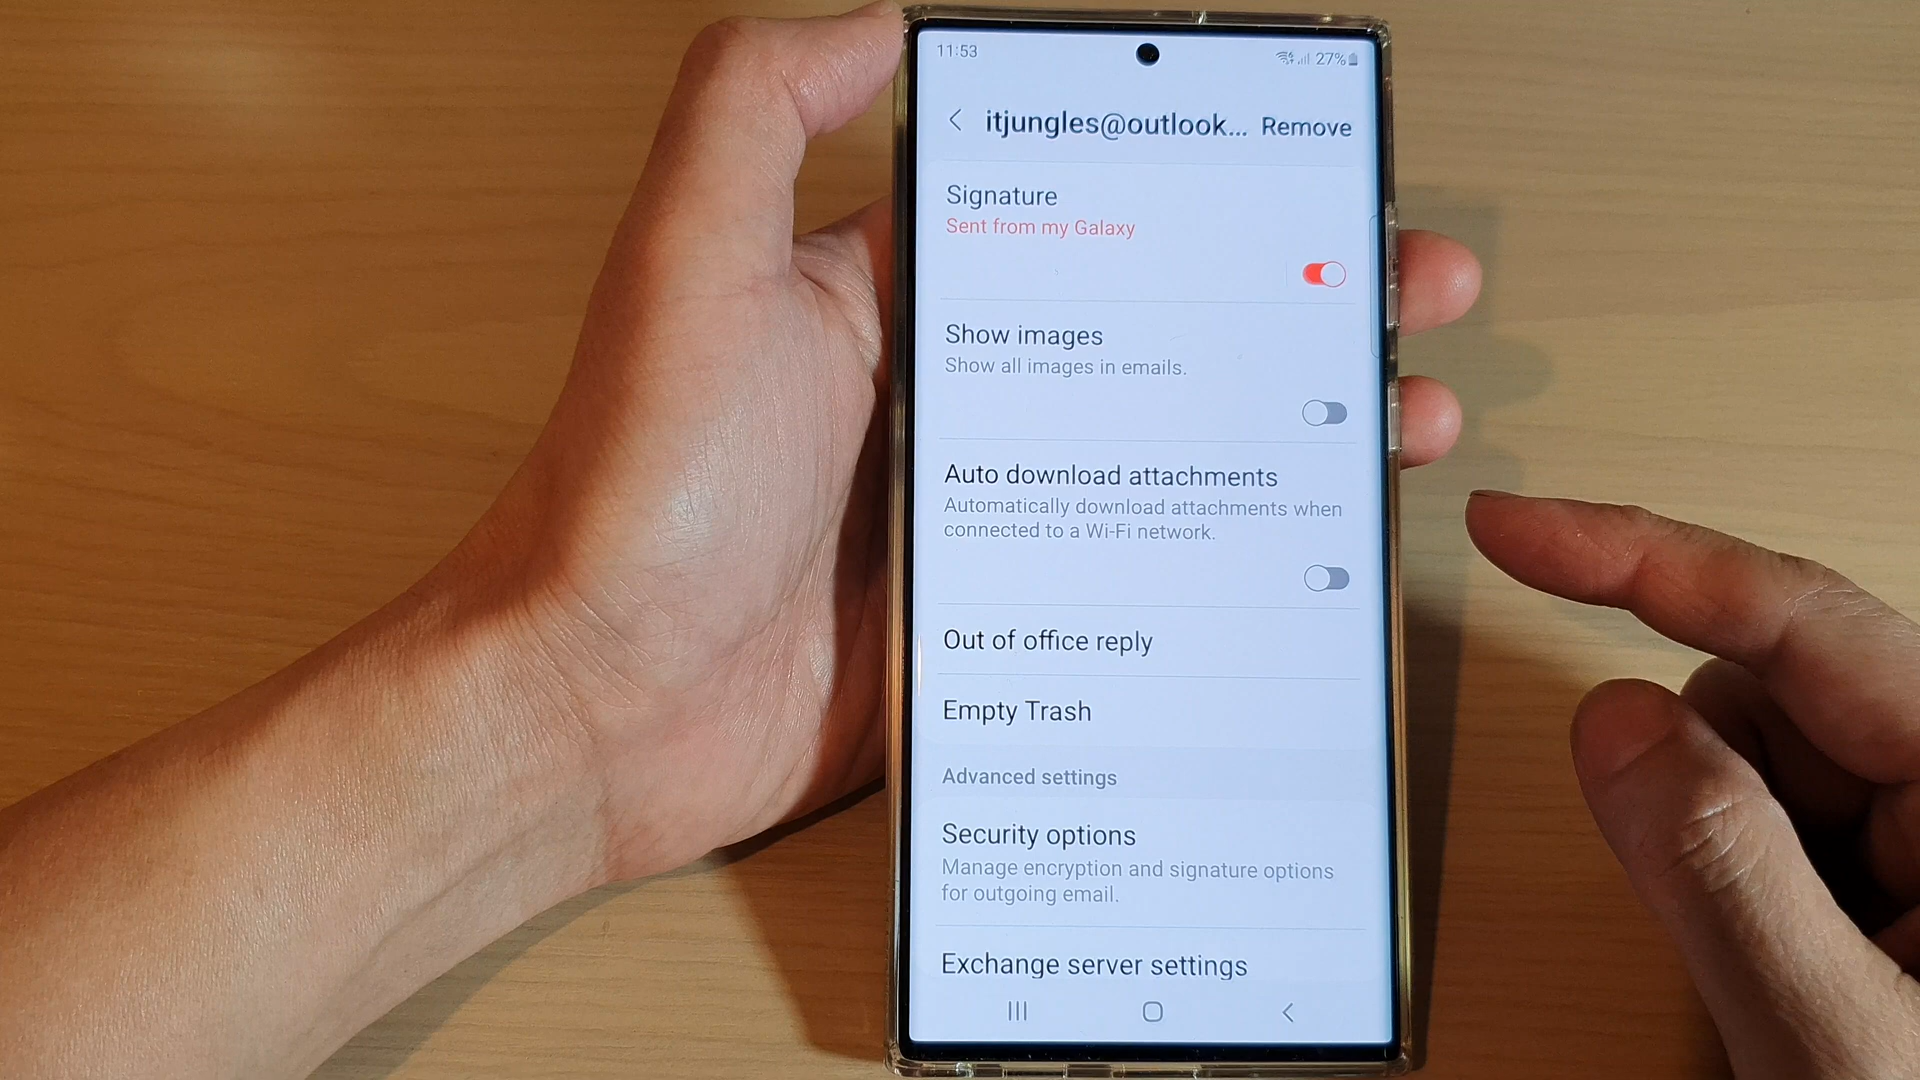 11:53
27%
itjungles@outlook... Remove
Signature
Sent from my Galaxy
Show images
Show all images in emails.
Auto download attachments
Automatically download attachments when
connected to a Wi-Fi network.
Out of office reply
Empty Trash
Advanced settings
Security options
Manage encryption and signature options
for outgoing email.
Exchange server settings